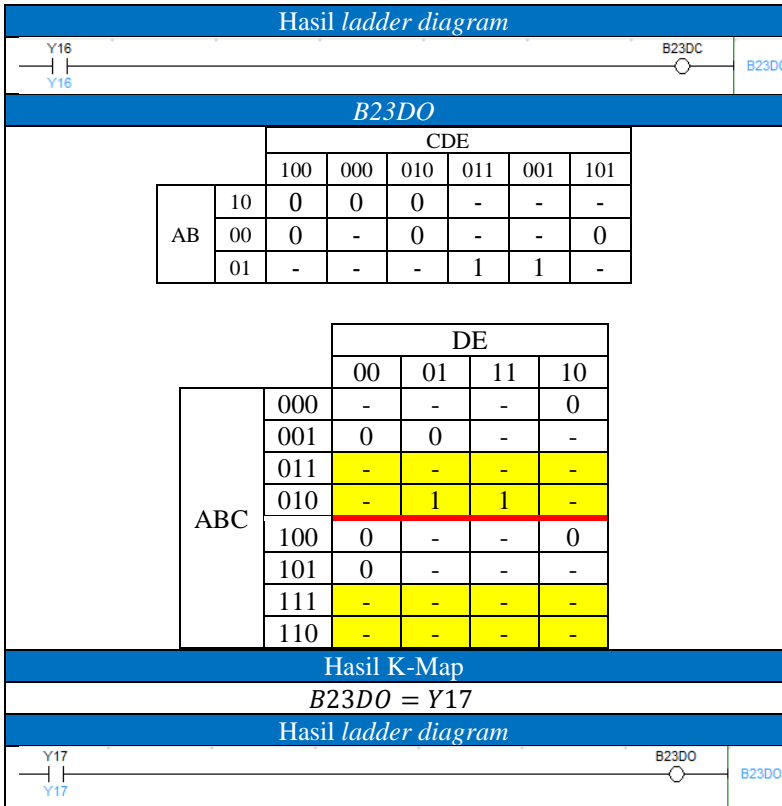 Hasil ladder diagram
Y16 B23DC
Y16 B23DC
B23DO
CDE
100 000 010 011 001 101
10 0 0 0 - - -
AB 00 0 - 0 - - 0
01 - - - 1 1 -
DE
00 01 11 10
000 - - - 0
001 0 0 - -
011 - - - -
010 - 1 1 -
ABC
100 0 - - 0
101 0 - - -
111 - - - -
110 - - - -
Hasil K-Map
B23DO = Y17
Hasil ladder diagram
Y17 B23DO
Y17 B23DO